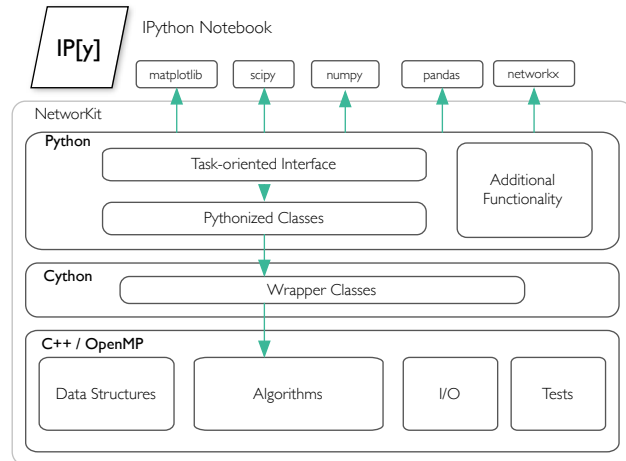 IP[y]
IPython Notebook
matplotlib
scipy
numpy
pandas
networkx
NetworKit
Python
Task-oriented Interface
Pythonized Classes
Additional
Functionality
Cython
Wrapper Classes
C++ / OpenMP
Data Structures
Algorithms
I/O
Tests